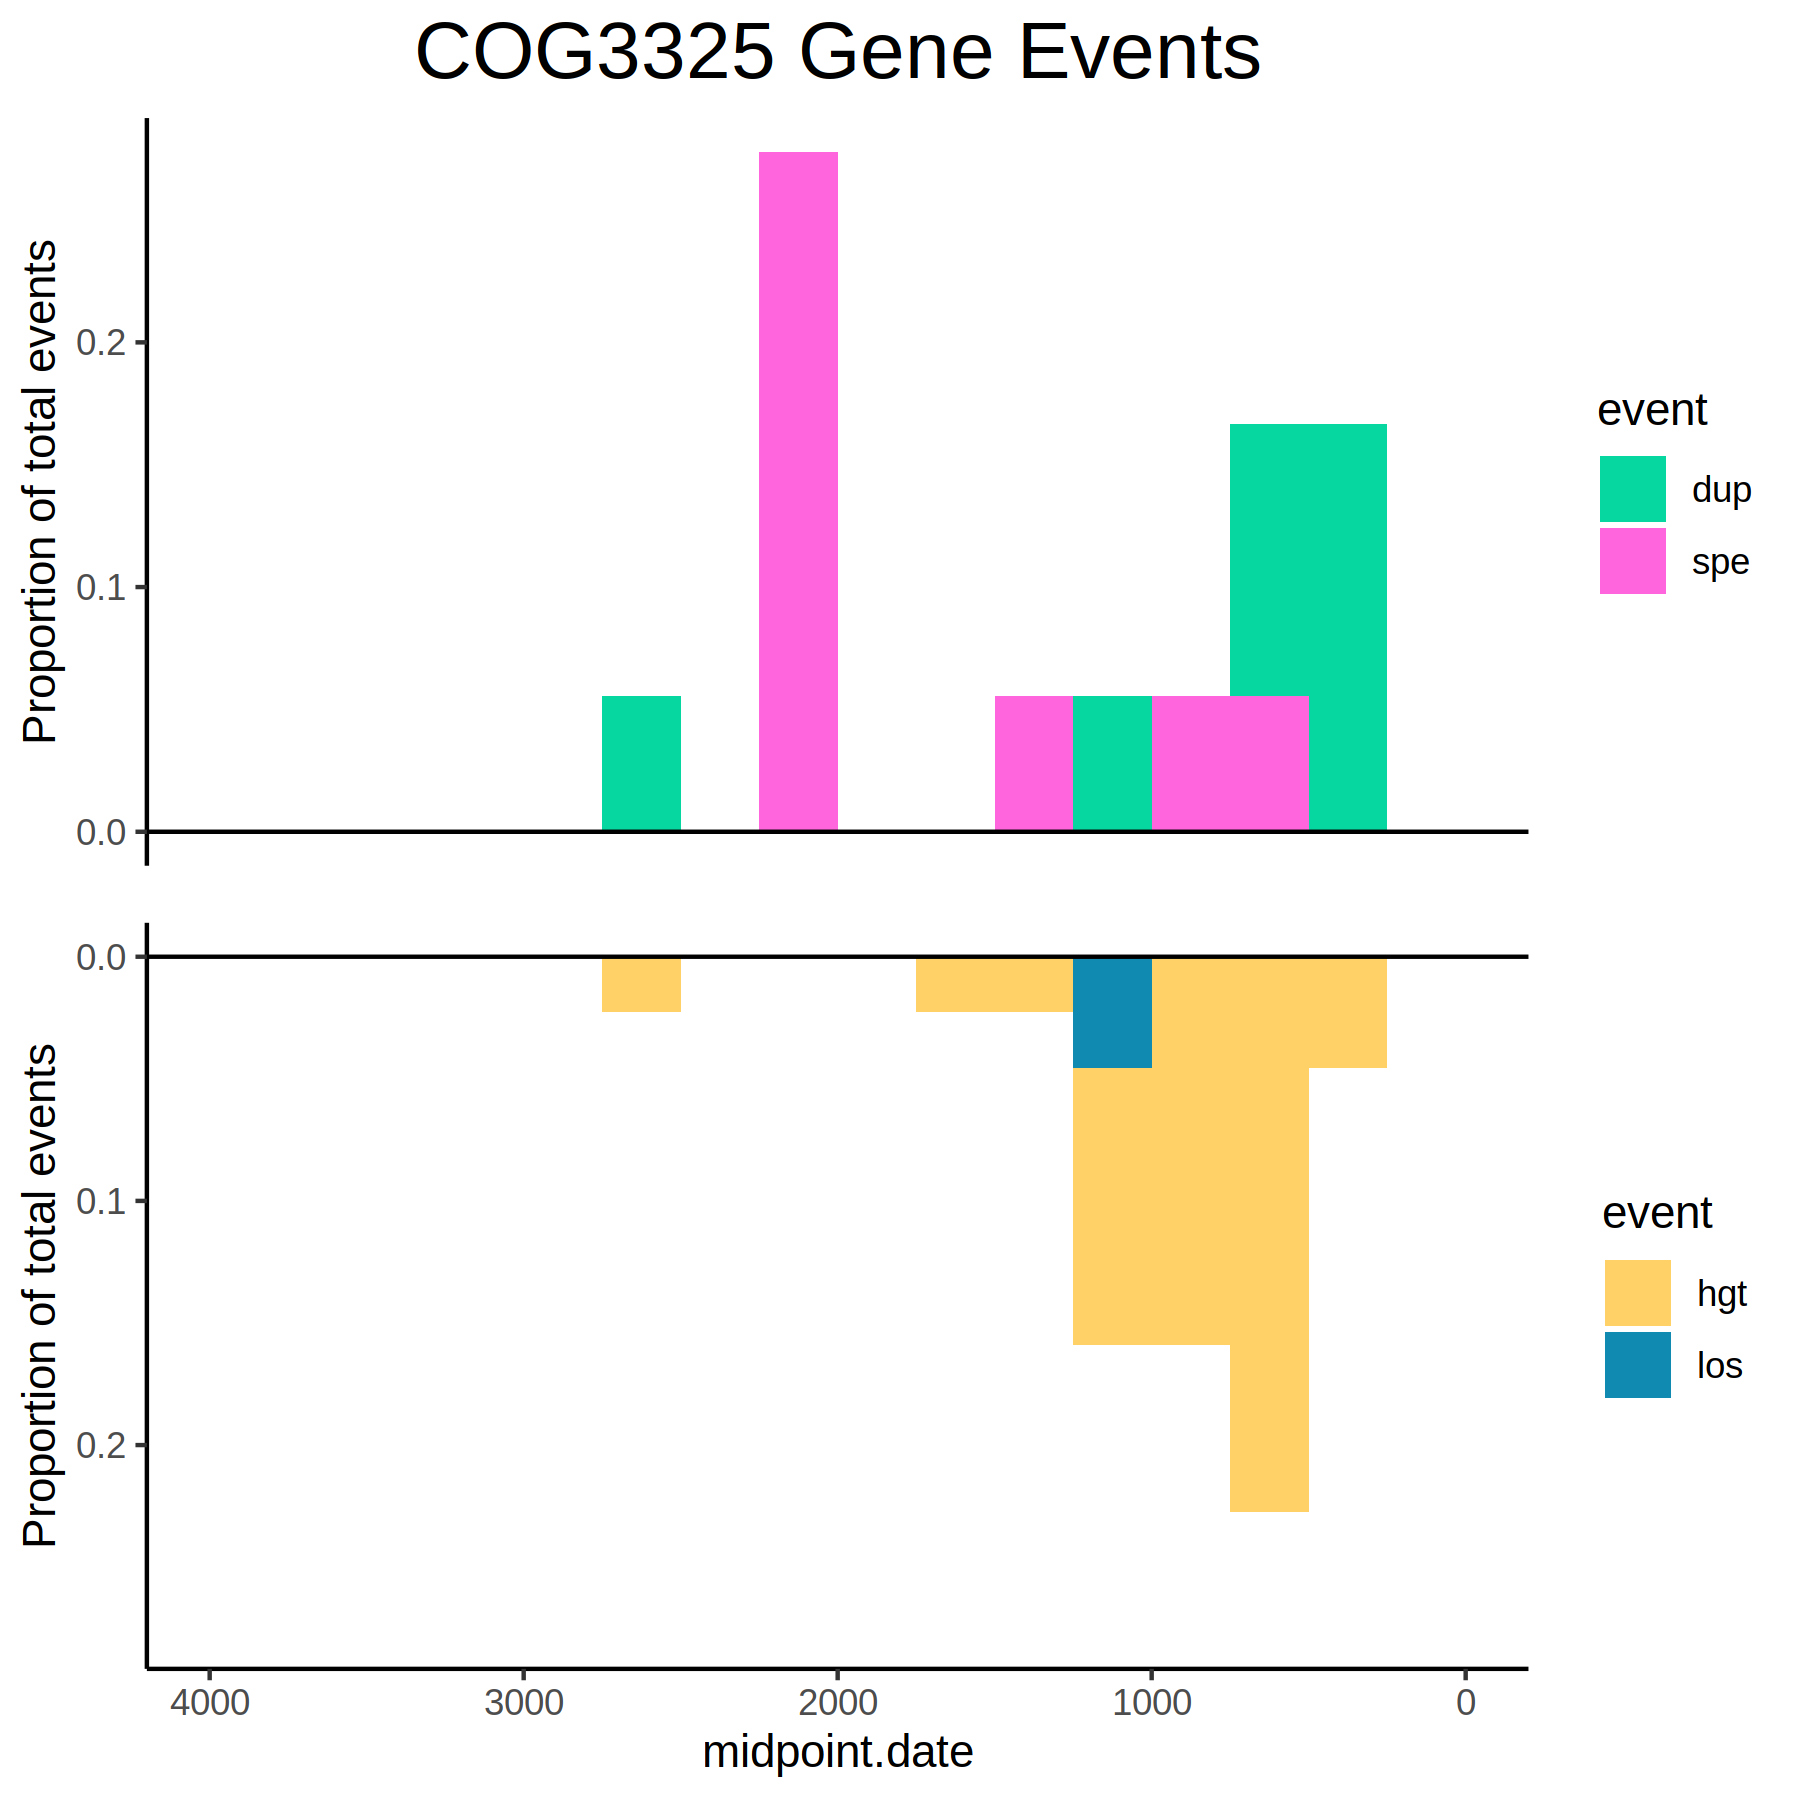 COG3325 Gene Events
Proportion of total events
0.2
0.1
0.0
event
dup
spe
Proportion of total events
0.0
0.1
0.2
event
hgt
los
4000 3000 2000 1000 0
midpoint.date